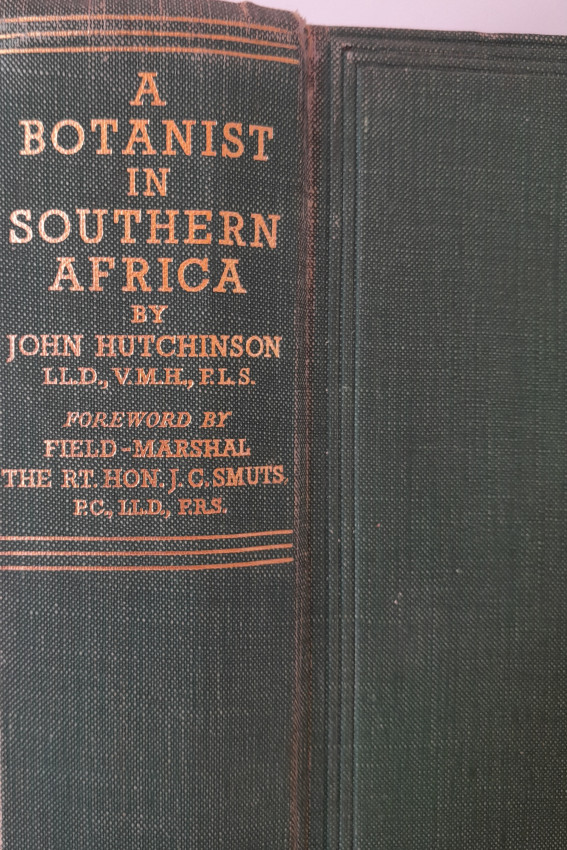 A
BOTANIST
IN
SOUTHERN
AFRICA
BY
JOHN HUTCHINSON
LL.D., V.M.H., F.L.S.
FOREWORD BY
FIELD-MARSHAL
THE RT. HON. J. C. SMUTS,
P.C., LL.D., F.R.S.